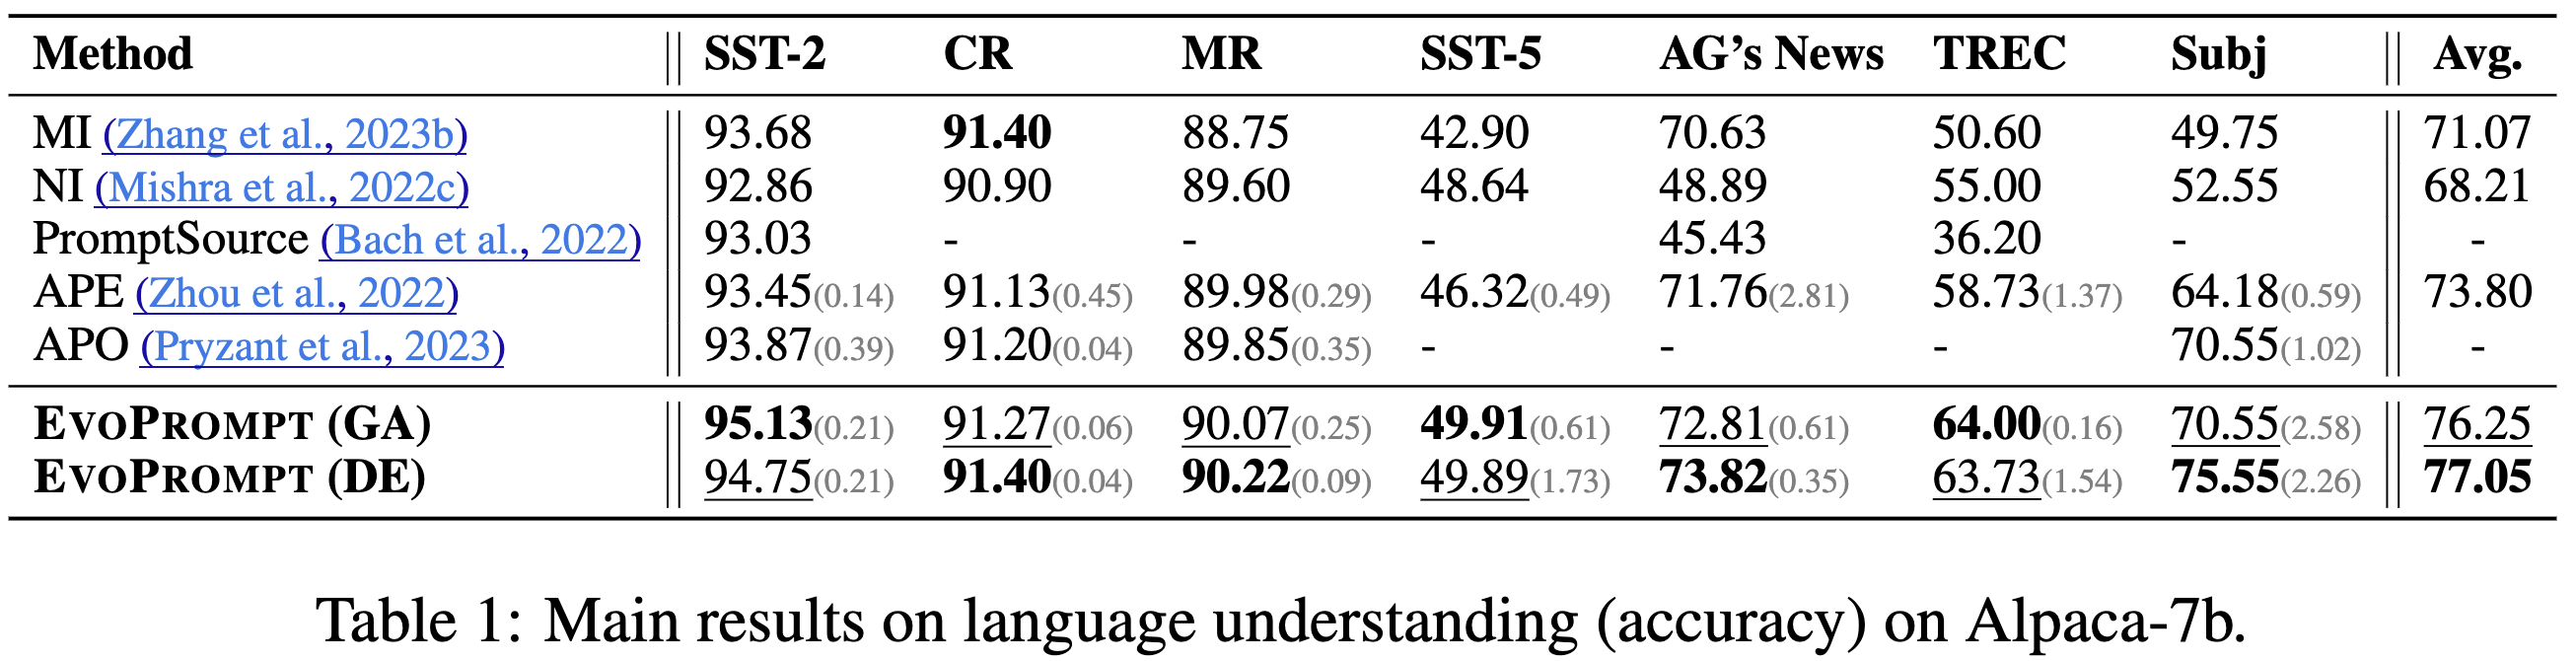 Method SST-2 CR MR SST-5 AG’s News TREC Subj Avg.
MI (Zhang et al., 2023b) 93.68 91.40 88.75 42.90 70.63 50.60 49.75 71.07
NI (Mishra et al., 2022c) 92.86 90.90 89.60 48.64 48.89 55.00 52.55 68.21
PromptSource (Bach et al., 2022) 93.03 - - - 45.43 36.20 - -
APE (Zhou et al., 2022) 93.45(0.14) 91.13(0.45) 89.98(0.29) 46.32(0.49) 71.76(2.81) 58.73(1.37) 64.18(0.59) 73.80
APO (Pryzant et al., 2023) 93.87(0.39) 91.20(0.04) 89.85(0.35) - - - 70.55(1.02) -
EVOPROMPT (GA) 95.13(0.21) 91.27(0.06) 90.07(0.25) 49.91(0.61) 72.81(0.61) 64.00(0.16) 70.55(2.58) 76.25
EVOPROMPT (DE) 94.75(0.21) 91.40(0.04) 90.22(0.09) 49.89(1.73) 73.82(0.35) 63.73(1.54) 75.55(2.26) 77.05
Table 1: Main results on language understanding (accuracy) on Alpaca-7b.